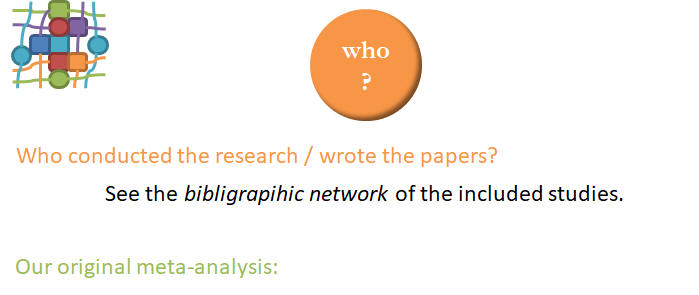 who
?
Who conducted the research / wrote the papers?
See the bibligrapihic network of the included studies.
Our original meta-analysis: